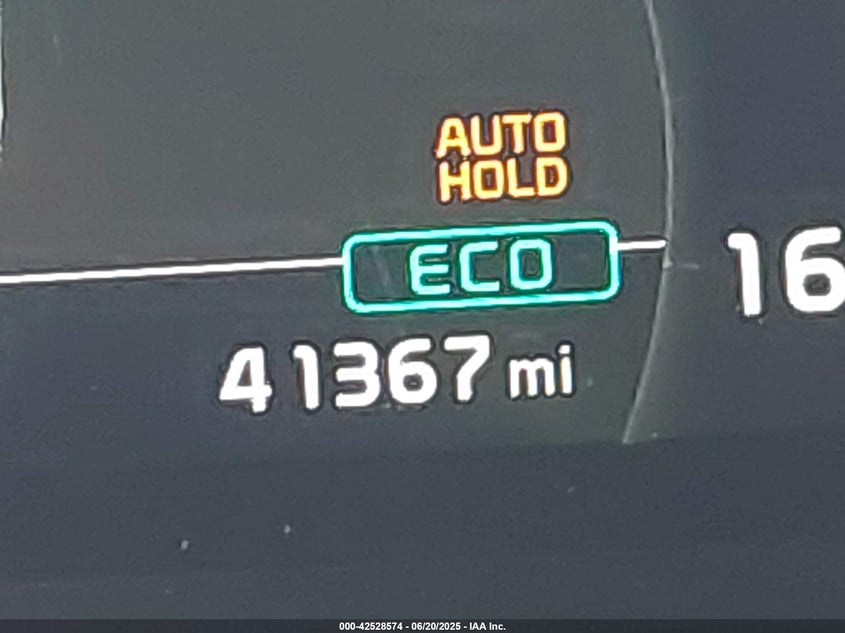 AUTO
HOLD
ECO
16
41367 mi
000-42528574 - 06/20/2025 - IAA Inc.